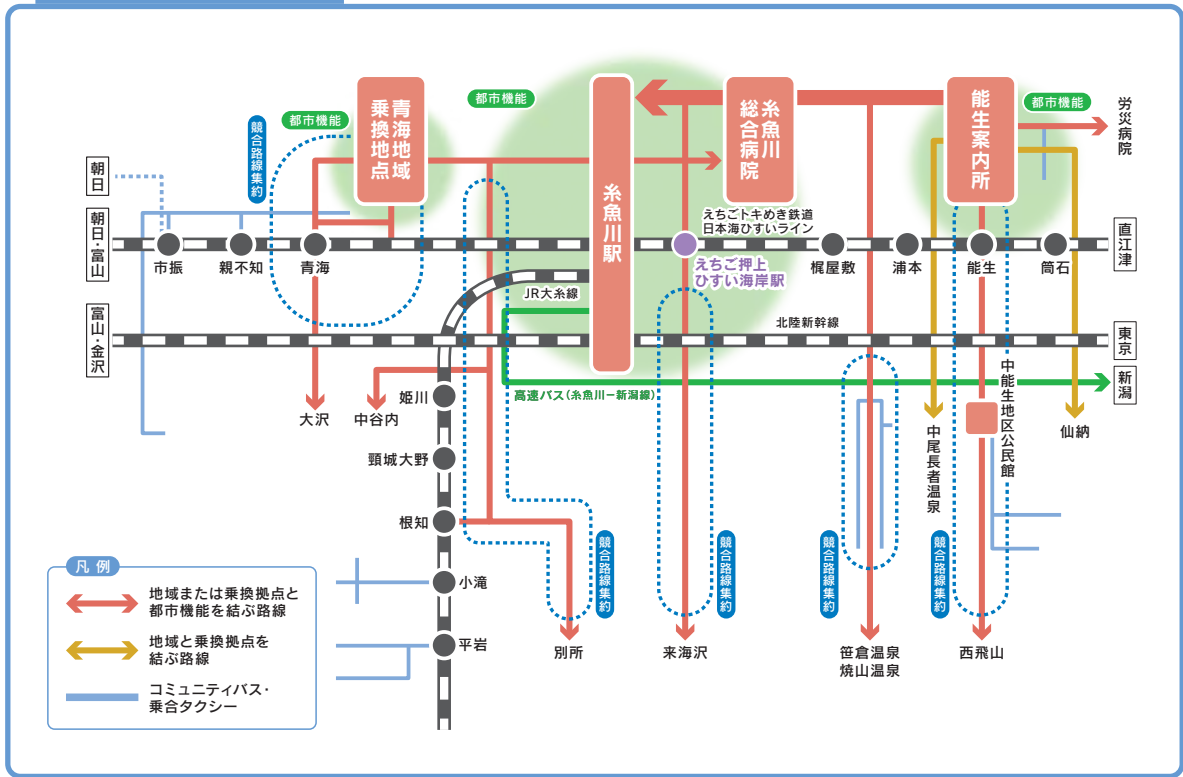 都市機能
都市機能
都市機能
競合路線集約
青海地域
乗換地点
糸魚川駅
糸魚川
総合病院
能生案内所
労災病院
朝日
朝日・富山
富山・金沢
直江津
東京
新潟
えちごトキめき鉄道
日本海ひすいライン
市振
親不知
青海
えちご押上
ひすい海岸駅
梶屋敷
浦本
能生
筒石
JR大糸線
北陸新幹線
高速バス（糸魚川－新潟線）
大沢
中谷内
姫川
頸城大野
根知
小滝
平岩
中尾長者温泉
中能生地区公民館
仙納
競合路線集約
競合路線集約
競合路線集約
競合路線集約
別所
来海沢
笹倉温泉
焼山温泉
西飛山
凡例
地域または乗換拠点と
都市機能を結ぶ路線
地域と乗換拠点を
結ぶ路線
コミュニティバス・
乗合タクシー